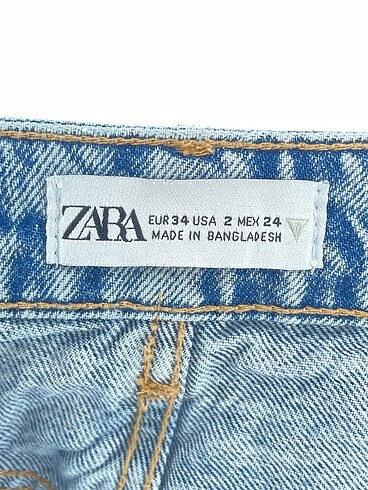 ZARA
EUR 34 USA 2 MEX 24
MADE IN BANGLADESH